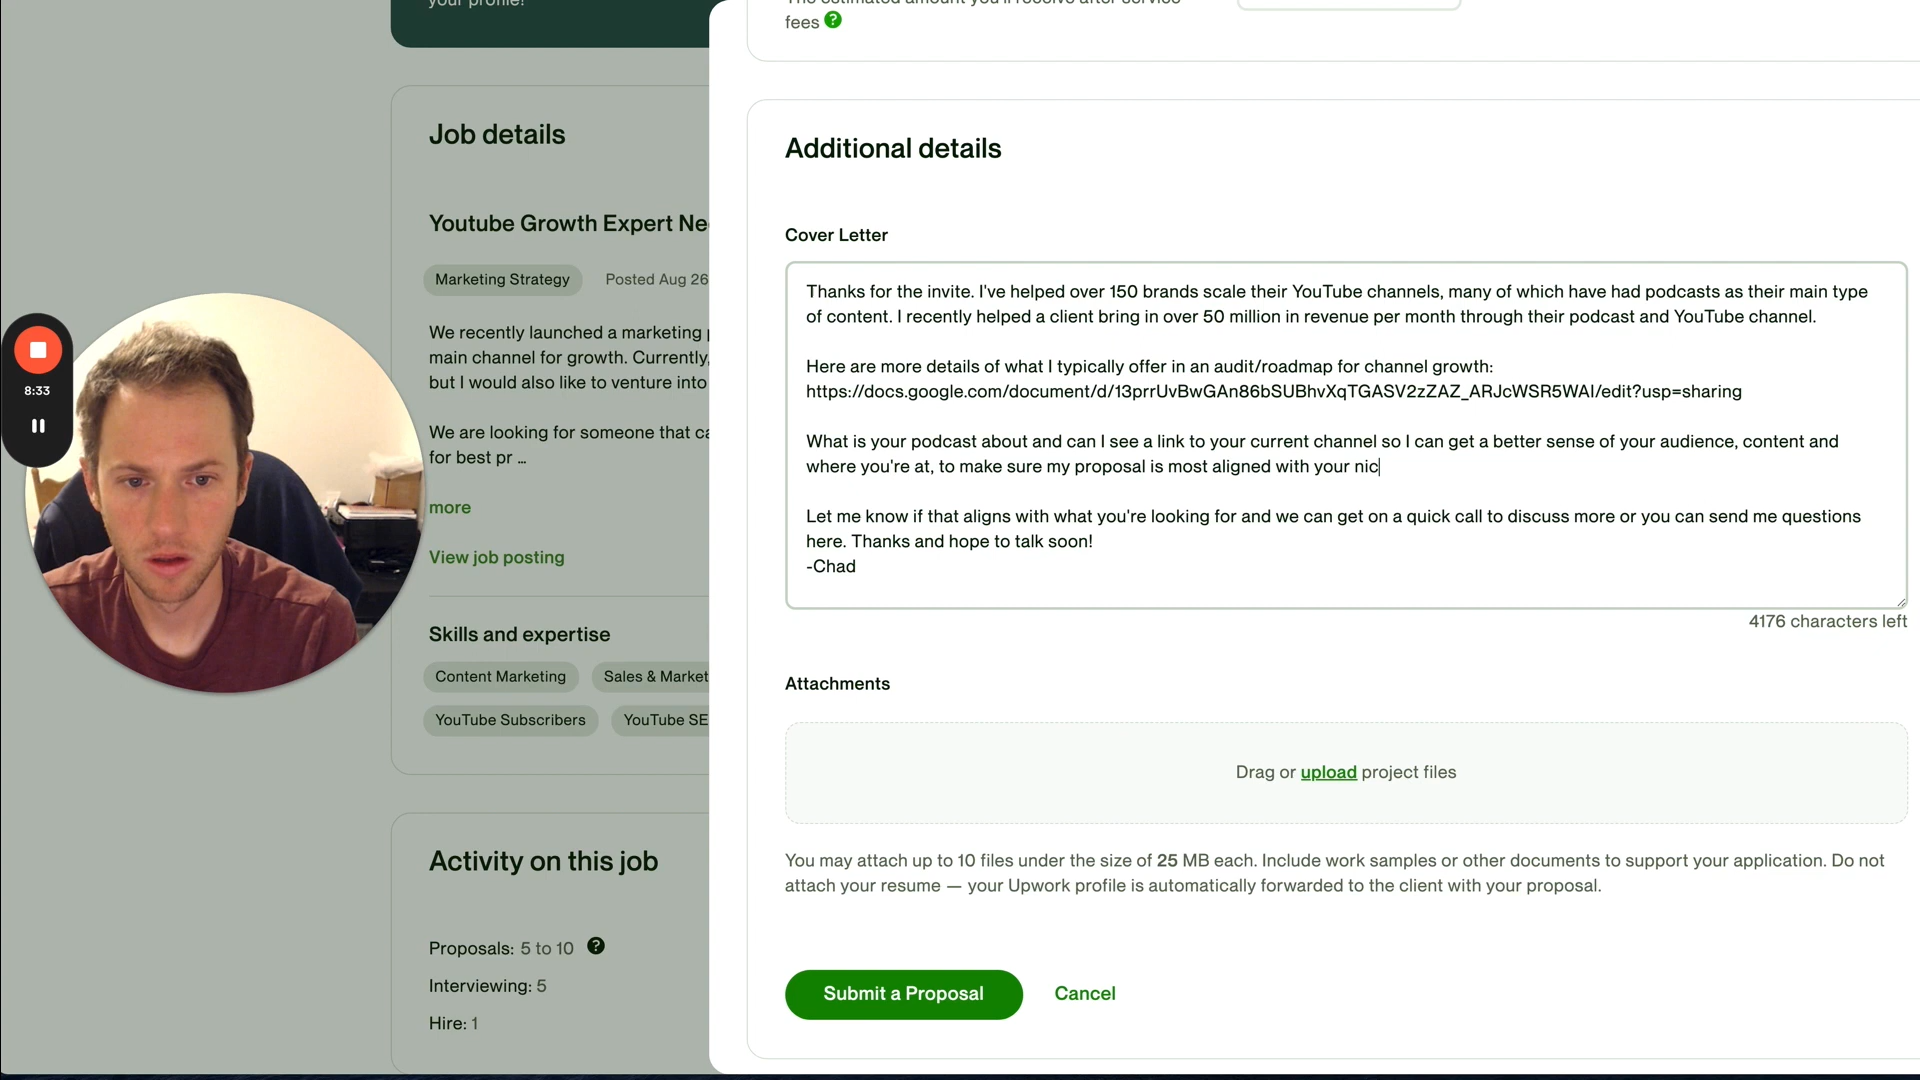 your profile!
Job details
Youtube Growth Expert Ne
Marketing Strategy
Posted Aug 26
We recently launched a marketing
main channel for growth. Currently,
but I would also like to venture into
We are looking for someone that ca
for best pr …
more
View job posting
Skills and expertise
Content Marketing
Sales & Market
YouTube Subscribers
YouTube SE
Activity on this job
Proposals: 5 to 10 ?
Interviewing: 5
Hire: 1
8:33
The estimated amount you'll receive after service
fees ?
Additional details
Cover Letter
Thanks for the invite. I've helped over 150 brands scale their YouTube channels, many of which have had podcasts as their main type
of content. I recently helped a client bring in over 50 million in revenue per month through their podcast and YouTube channel.
Here are more details of what I typically offer in an audit/roadmap for channel growth:
https://docs.google.com/document/d/13prrUvBwGAn86bSUBhvXqTGASV2zZAZ_ARJcWSR5WAI/edit?usp=sharing
What is your podcast about and can I see a link to your current channel so I can get a better sense of your audience, content and
where you're at, to make sure my proposal is most aligned with your nic
Let me know if that aligns with what you're looking for and we can get on a quick call to discuss more or you can send me questions
here. Thanks and hope to talk soon!
-Chad
4176 characters left
Attachments
Drag or upload project files
You may attach up to 10 files under the size of 25 MB each. Include work samples or other documents to support your application. Do not
attach your resume — your Upwork profile is automatically forwarded to the client with your proposal.
Submit a Proposal
Cancel